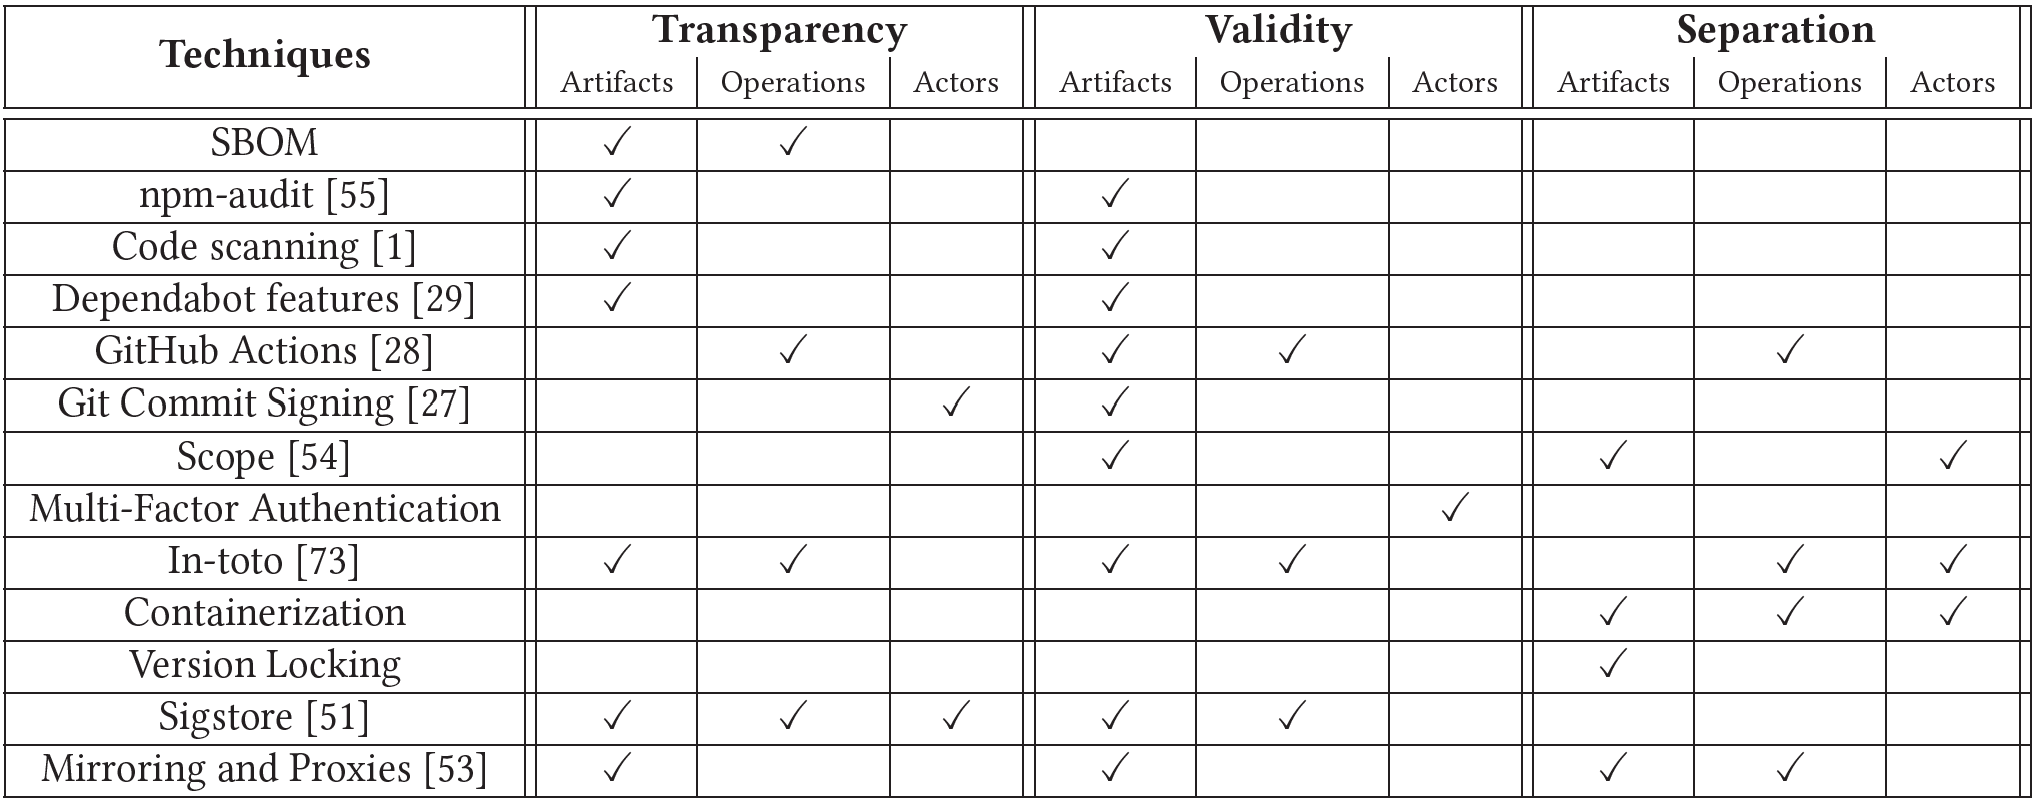 Techniques Transparency Validity Separation
Artifacts Operations Actors Artifacts Operations Actors Artifacts Operations Actors
SBOM ✓ ✓
npm-audit [55] ✓ ✓
Code scanning [1] ✓ ✓
Dependabot features [29] ✓ ✓
GitHub Actions [28] ✓ ✓ ✓ ✓
Git Commit Signing [27] ✓ ✓
Scope [54] ✓ ✓ ✓
Multi-Factor Authentication ✓
In-toto [73] ✓ ✓ ✓ ✓ ✓ ✓
Containerization ✓ ✓ ✓
Version Locking ✓
Sigstore [51] ✓ ✓ ✓ ✓ ✓
Mirroring and Proxies [53] ✓ ✓ ✓ ✓